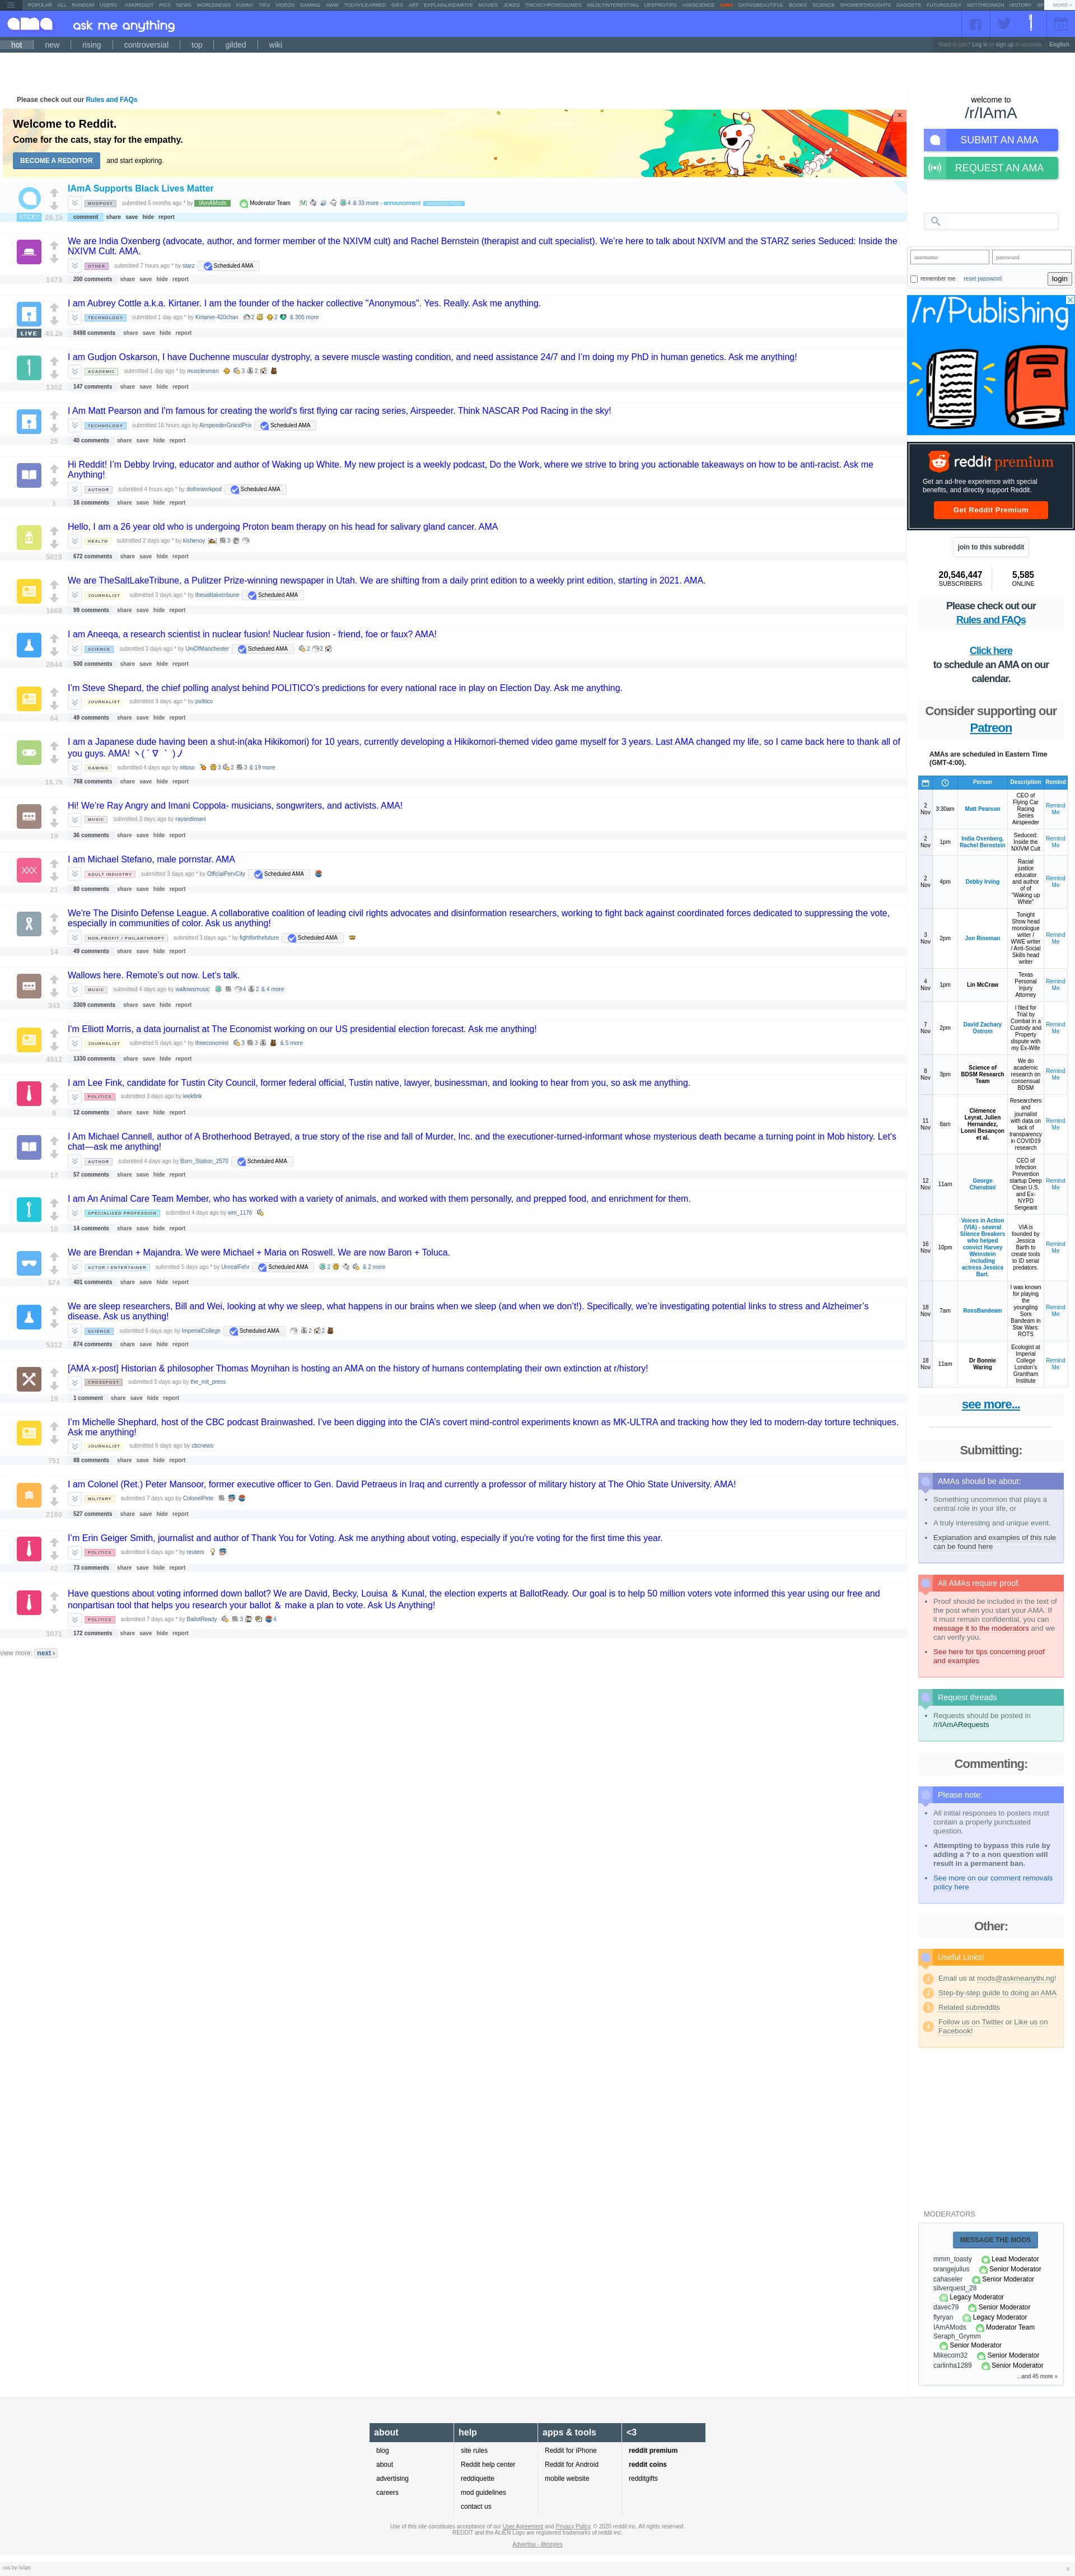 POPULAR ALL RANDOM USERS ASKREDDIT PICS NEWS WORLDNEWS FUNNY TIFU VIDEOS GAMING AWW TODAYILEARNED GIFS ART EXPLAINLIKEIMFIVE MOVIES JOKES TWOXCHROMOSOMES MILDLYINTERESTING LIFEPROTIPS ASKSCIENCE IAMA DATAISBEAUTIFUL BOOKS SCIENCE SHOWERTHOUGHTS GADGETS FUTUROLOGY NOTTHEONION HISTORY SP MORE »
ama ask me anything
hot new rising controversial top gilded wiki
Want to join? Log in or sign up in seconds. | English
Please check out our Rules and FAQs
Welcome to Reddit.
Come for the cats, stay for the empathy.
BECOME A REDDITOR and start exploring.
IAmA Supports Black Lives Matter
MODPOST submitted 5 months ago * by IAmAMods Moderator Team [M] 4 & 33 more - announcement
STICKY 28.1k comment share save hide report
We are India Oxenberg (advocate, author, and former member of the NXIVM cult) and Rachel Bernstein (therapist and cult specialist). We're here to talk about NXIVM and the STARZ series Seduced: Inside the NXIVM Cult. AMA.
OTHER submitted 7 hours ago * by starz Scheduled AMA
1473 200 comments share save hide report
I am Aubrey Cottle a.k.a. Kirtaner. I am the founder of the hacker collective "Anonymous". Yes. Really. Ask me anything.
TECHNOLOGY submitted 1 day ago * by Kirtaner-420chan 2 2 & 305 more
LIVE 43.2k 8498 comments share save hide report
I am Gudjon Oskarson, I have Duchenne muscular dystrophy, a severe muscle wasting condition, and need assistance 24/7 and I'm doing my PhD in human genetics. Ask me anything!
ACADEMIC submitted 1 day ago * by musclesman 3 2
1302 147 comments share save hide report
I Am Matt Pearson and I'm famous for creating the world's first flying car racing series, Airspeeder. Think NASCAR Pod Racing in the sky!
TECHNOLOGY submitted 16 hours ago by AirspeederGrandPrix Scheduled AMA
25 40 comments share save hide report
Hi Reddit! I'm Debby Irving, educator and author of Waking up White. My new project is a weekly podcast, Do the Work, where we strive to bring you actionable takeaways on how to be anti-racist. Ask me Anything!
AUTHOR submitted 4 hours ago * by dotheworkpod Scheduled AMA
1 16 comments share save hide report
Hello, I am a 26 year old who is undergoing Proton beam therapy on his head for salivary gland cancer. AMA
HEALTH submitted 2 days ago * by kishenoy 3
5615 672 comments share save hide report
We are TheSaltLakeTribune, a Pulitzer Prize-winning newspaper in Utah. We are shifting from a daily print edition to a weekly print edition, starting in 2021. AMA.
JOURNALIST submitted 3 days ago * by thesaltlaketribune Scheduled AMA
1668 99 comments share save hide report
I am Aneeqa, a research scientist in nuclear fusion! Nuclear fusion - friend, foe or faux? AMA!
SCIENCE submitted 3 days ago * by UniOfManchester Scheduled AMA 2 2
2844 500 comments share save hide report
I'm Steve Shepard, the chief polling analyst behind POLITICO's predictions for every national race in play on Election Day. Ask me anything.
JOURNALIST submitted 3 days ago * by politico
64 49 comments share save hide report
I am a Japanese dude having been a shut-in(aka Hikikomori) for 10 years, currently developing a Hikikomori-themed video game myself for 3 years. Last AMA changed my life, so I came back here to thank all of you guys. AMA! ヽ( ´ ∇ ｀ )ノ
GAMING submitted 4 days ago by nitoso 3 2 3 & 19 more
16.7k 768 comments share save hide report
Hi! We're Ray Angry and Imani Coppola- musicians, songwriters, and activists. AMA!
MUSIC submitted 3 days ago by rayandimani
18 36 comments share save hide report
I am Michael Stefano, male pornstar. AMA
ADULT INDUSTRY submitted 3 days ago * by OfficialPervCity Scheduled AMA
21 80 comments share save hide report
We're The Disinfo Defense League. A collaborative coalition of leading civil rights advocates and disinformation researchers, working to fight back against coordinated forces dedicated to suppressing the vote, especially in communities of color. Ask us anything!
NON-PROFIT / PHILANTHROPY submitted 3 days ago * by fightforthefuture Scheduled AMA
14 49 comments share save hide report
Wallows here. Remote's out now. Let's talk.
MUSIC submitted 4 days ago * by wallowsmusic 4 2 & 4 more
343 3309 comments share save hide report
I'm Elliott Morris, a data journalist at The Economist working on our US presidential election forecast. Ask me anything!
JOURNALIST submitted 5 days ago * by theeconomist 3 3 & 5 more
4912 1330 comments share save hide report
I am Lee Fink, candidate for Tustin City Council, former federal official, Tustin native, lawyer, businessman, and looking to hear from you, so ask me anything.
POLITICS submitted 3 days ago by leekfink
6 12 comments share save hide report
I Am Michael Cannell, author of A Brotherhood Betrayed, a true story of the rise and fall of Murder, Inc. and the executioner-turned-informant whose mysterious death became a turning point in Mob history. Let's chat—ask me anything!
AUTHOR submitted 4 days ago by Born_Station_2570 Scheduled AMA
17 57 comments share save hide report
I am An Animal Care Team Member, who has worked with a variety of animals, and worked with them personally, and prepped food, and enrichment for them.
SPECIALIZED PROFESSION submitted 4 days ago by wm_1176
10 14 comments share save hide report
We are Brendan + Majandra. We were Michael + Maria on Roswell. We are now Baron + Toluca.
ACTOR / ENTERTAINER submitted 5 days ago * by UnrealFehr Scheduled AMA 2 & 2 more
574 401 comments share save hide report
We are sleep researchers, Bill and Wei, looking at why we sleep, what happens in our brains when we sleep (and when we don't!). Specifically, we're investigating potential links to stress and Alzheimer's disease. Ask us anything!
SCIENCE submitted 6 days ago by ImperialCollege Scheduled AMA 2 2
5312 874 comments share save hide report
[AMA x-post] Historian & philosopher Thomas Moynihan is hosting an AMA on the history of humans contemplating their own extinction at r/history!
CROSSPOST submitted 5 days ago by the_mit_press
19 1 comment share save hide report
I'm Michelle Shephard, host of the CBC podcast Brainwashed. I've been digging into the CIA's covert mind-control experiments known as MK-ULTRA and tracking how they led to modern-day torture techniques. Ask me anything!
JOURNALIST submitted 6 days ago by cbcnews
751 88 comments share save hide report
I am Colonel (Ret.) Peter Mansoor, former executive officer to Gen. David Petraeus in Iraq and currently a professor of military history at The Ohio State University. AMA!
MILITARY submitted 7 days ago by ColonelPete
2160 527 comments share save hide report
I'm Erin Geiger Smith, journalist and author of Thank You for Voting. Ask me anything about voting, especially if you're voting for the first time this year.
POLITICS submitted 6 days ago * by reuters
42 73 comments share save hide report
Have questions about voting informed down ballot? We are David, Becky, Louisa ＆ Kunal, the election experts at BallotReady. Our goal is to help 50 million voters vote informed this year using our free and nonpartisan tool that helps you research your ballot ＆ make a plan to vote. Ask Us Anything!
POLITICS submitted 7 days ago * by BallotReady 3 4
3071 172 comments share save hide report
view more: next ›
welcome to
/r/IAmA
SUBMIT AN AMA
REQUEST AN AMA
username password
remember me reset password login
/r/Publishing
reddit premium
Get an ad-free experience with special benefits, and directly support Reddit.
Get Reddit Premium
join to this subreddit
20,546,447 5,585
SUBSCRIBERS ONLINE
Please check out our
Rules and FAQs
Click here
to schedule an AMA on our calendar.
Consider supporting our
Patreon
AMAs are scheduled in Eastern Time (GMT-4:00).
Person Description Remind
2 Nov 3:30am Matt Pearson CEO of Flying Car Racing Series Airspeeder Remind Me
2 Nov 1pm India Oxenberg, Rachel Bernstein Seduced: Inside the NXIVM Cult Remind Me
2 Nov 4pm Debby Irving Racial justice educator and author of of "Waking up White" Remind Me
3 Nov 2pm Jon Rineman Tonight Show head monologue writer / WWE writer / Anti-Social Skills head writer Remind Me
4 Nov 1pm Lin McCraw Texas Personal Injury Attorney Remind Me
7 Nov 2pm David Zachary Ostrom I filed for Trial by Combat in a Custody and Property dispute with my Ex-Wife Remind Me
8 Nov 3pm Science of BDSM Research Team We do academic research on consensual BDSM Remind Me
11 Nov 8am Clémence Leyrat, Julien Hernandez, Lonni Besançon et al. Researchers and journalist with data on lack of transparency in COVID19 research Remind Me
12 Nov 11am George Cherubini CEO of Infection Prevention startup Deep Clean U.S. and Ex-NYPD Sergeant Remind Me
16 Nov 10pm Voices in Action (VIA) - several Silence Breakers who helped convict Harvey Weinstein including actress Jessica Bart. VIA is founded by Jessica Barth to create tools to ID serial predators. Remind Me
18 Nov 7am RossBandeam I was known for playing the youngling Sors Bandeam in Star Wars: ROTS Remind Me
18 Nov 11am Dr Bonnie Waring Ecologist at Imperial College London's Grantham Institute Remind Me
see more...
Submitting:
AMAs should be about:
Something uncommon that plays a central role in your life, or
A truly interesting and unique event.
Explanation and examples of this rule can be found here
All AMAs require proof.
Proof should be included in the text of the post when you start your AMA. If it must remain confidential, you can message it to the moderators and we can verify you.
See here for tips concerning proof and examples
Request threads
Requests should be posted in /r/IAmARequests
Commenting:
Please note:
All initial responses to posters must contain a properly punctuated question.
Attempting to bypass this rule by adding a ? to a non question will result in a permanent ban.
See more on our comment removals policy here
Other:
Useful Links!
1 Email us at mods@askmeanythi.ng!
2 Step-by-step guide to doing an AMA
3 Related subreddits
4 Follow us on Twitter or Like us on Facebook!
MODERATORS
MESSAGE THE MODS
mmm_toasty Lead Moderator
orangejulius Senior Moderator
cahaseler Senior Moderator
silverquest_28
Legacy Moderator
davec79 Senior Moderator
flyryan Legacy Moderator
IAmAMods Moderator Team
Seraph_Grymm
Senior Moderator
Mikecom32 Senior Moderator
carlinha1289 Senior Moderator
...and 45 more »
about help apps & tools <3
blog site rules Reddit for iPhone reddit premium
about Reddit help center Reddit for Android reddit coins
advertising reddiquette mobile website redditgifts
careers mod guidelines
contact us
Use of this site constitutes acceptance of our User Agreement and Privacy Policy. © 2020 reddit inc. All rights reserved.
REDDIT and the ALIEN Logo are registered trademarks of reddit inc.
Advertise - lifestyles